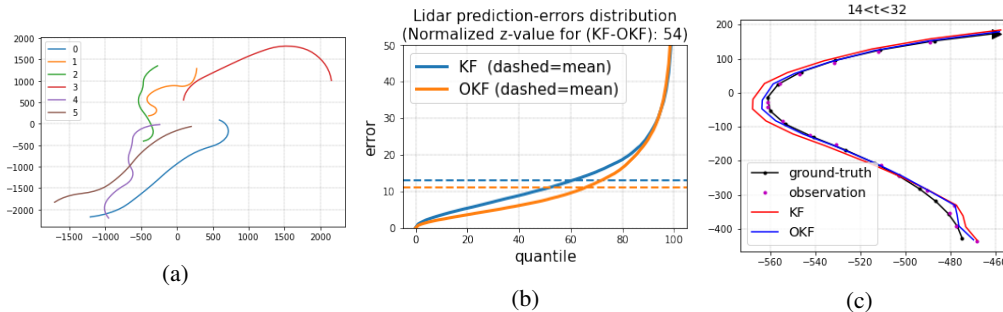 2000
1500
1000
500
0
−500
−1000
−1500
−2000
0
1
2
3
4
5
−1500 −1000 −500 0 500 1000 1500 2000
(a)
Lidar prediction-errors distribution
(Normalized z-value for (KF-OKF): 54)
50
40
30
20
10
0
error
KF (dashed=mean)
OKF (dashed=mean)
0 20 40 60 80 100
quantile
(b)
14<t<32
200
100
0
−100
−200
−300
−400
ground-truth
observation
KF
OKF
−560 −540 −520 −500 −480 −460
(c)